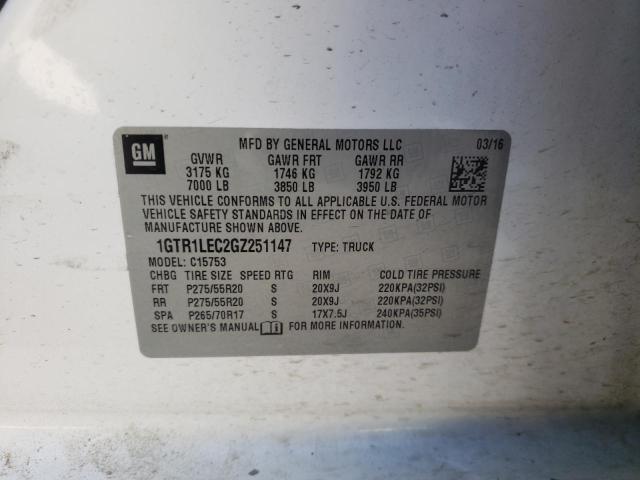 GM
MFD BY GENERAL MOTORS LLC 03/16
GVWR GAWR FRT GAWR RR
3175 KG 1746 KG 1792 KG
7000 LB 3850 LB 3950 LB
THIS VEHICLE CONFORMS TO ALL APPLICABLE U.S. FEDERAL MOTOR
VEHICLE SAFETY STANDARDS IN EFFECT ON THE DATE OF
MANUFACTURE SHOWN ABOVE.
1GTR1LEC2GZ251147 TYPE: TRUCK
MODEL: C15753
CHBG TIRE SIZE SPEED RTG RIM COLD TIRE PRESSURE
FRT P275/55R20 S 20X9J 220KPA(32PSI)
RR P275/55R20 S 20X9J 220KPA(32PSI)
SPA P265/70R17 S 17X7.5J 240KPA(35PSI)
SEE OWNER'S MANUAL FOR MORE INFORMATION